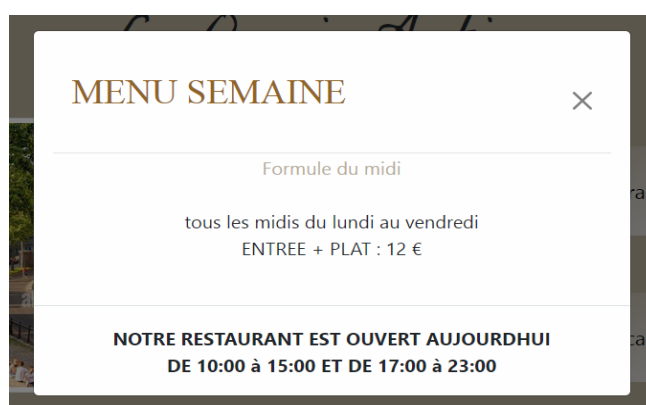 MENU SEMAINE
Formule du midi
tous les midis du lundi au vendredi
ENTREE + PLAT : 12 €
NOTRE RESTAURANT EST OUVERT AUJOURDHUI
DE 10:00 à 15:00 ET DE 17:00 à 23:00